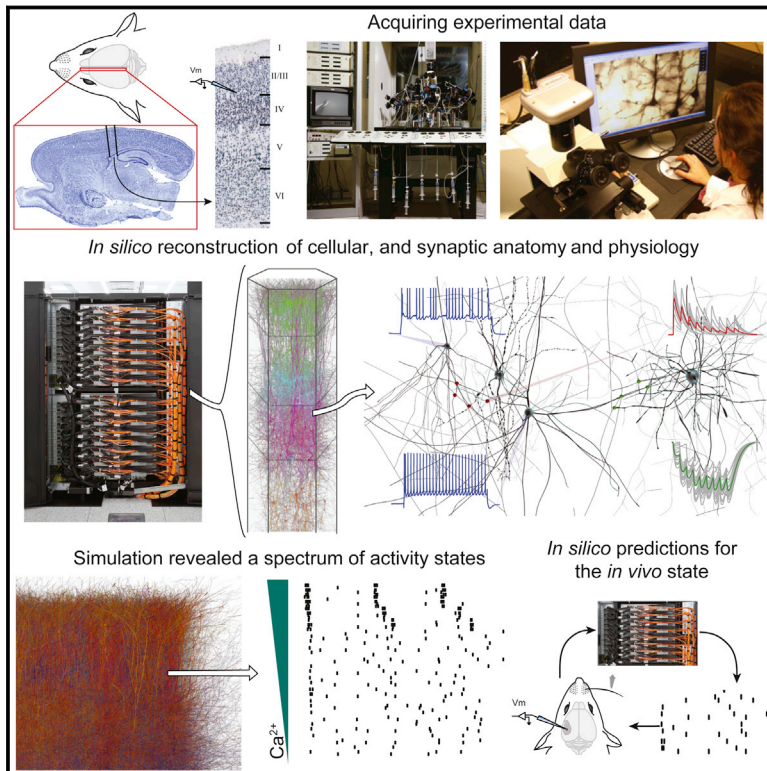 Acquiring experimental data
I
Vm
II/III
IV
V
VI
In silico reconstruction of cellular, and synaptic anatomy and physiology
Simulation revealed a spectrum of activity states
In silico predictions for
the in vivo state
Ca2+
Vm